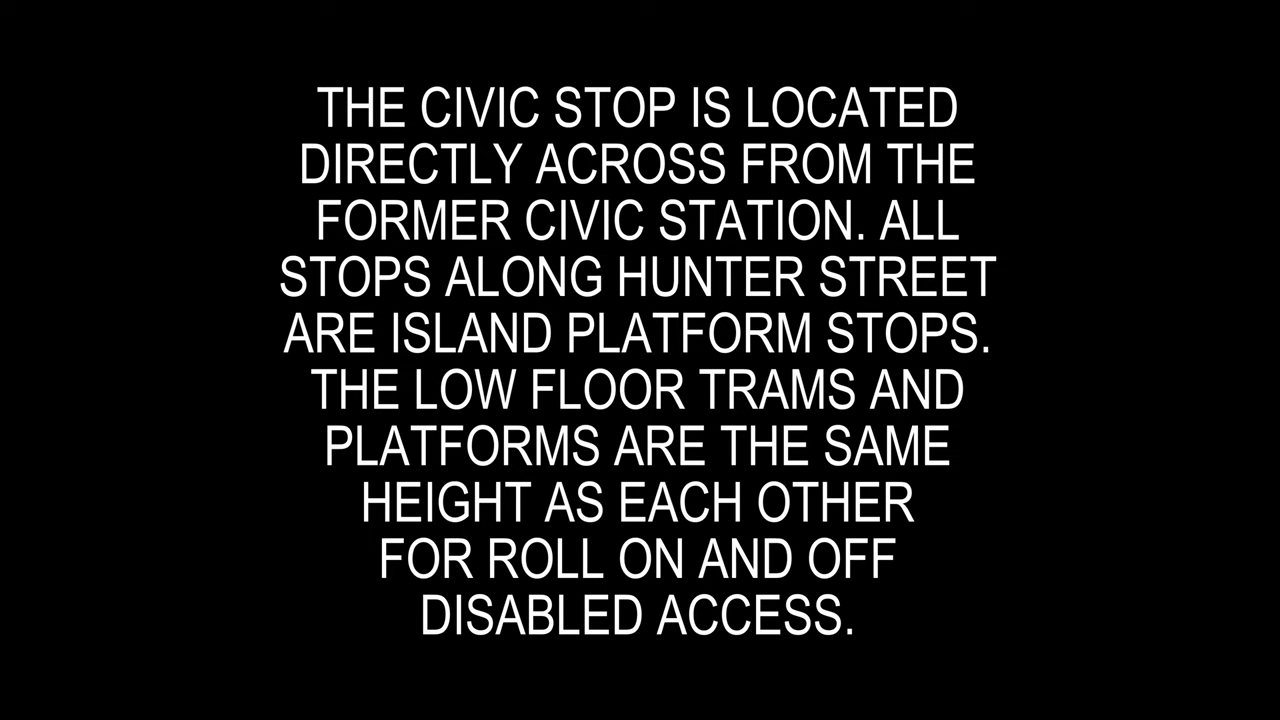 THE CIVIC STOP IS LOCATED
DIRECTLY ACROSS FROM THE
FORMER CIVIC STATION. ALL
STOPS ALONG HUNTER STREET
ARE ISLAND PLATFORM STOPS.
THE LOW FLOOR TRAMS AND
PLATFORMS ARE THE SAME
HEIGHT AS EACH OTHER
FOR ROLL ON AND OFF
DISABLED ACCESS.